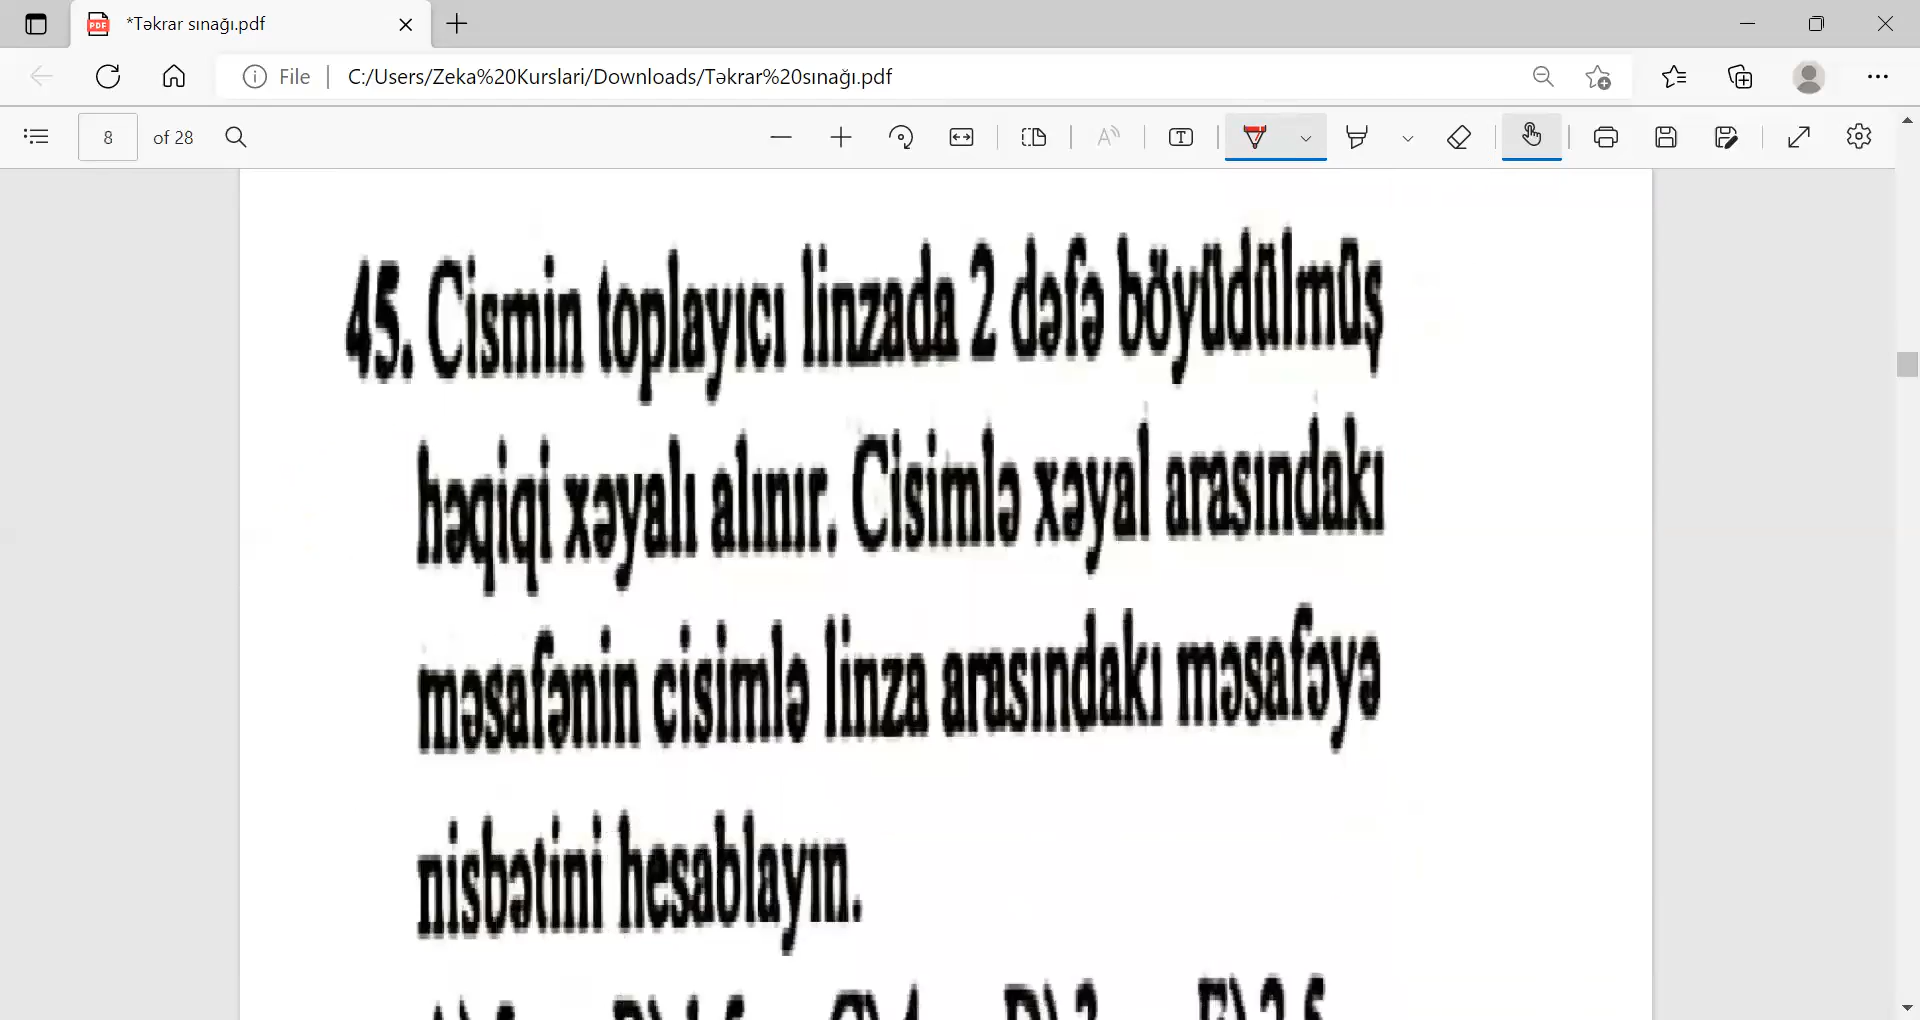 *Təkrar sınağı.pdf
File
C:/Users/Zeka%20Kurslari/Downloads/Təkrar%20sınağı.pdf
8 of 28
45. Cismin toplayıcı linzada 2 dəfə böyüdülmüş
həqiqi xəyalı alınır. Cisimlə xəyal arasındakı
məsafənin cisimlə linza arasındakı məsafəyə
nisbətini hesablayın.